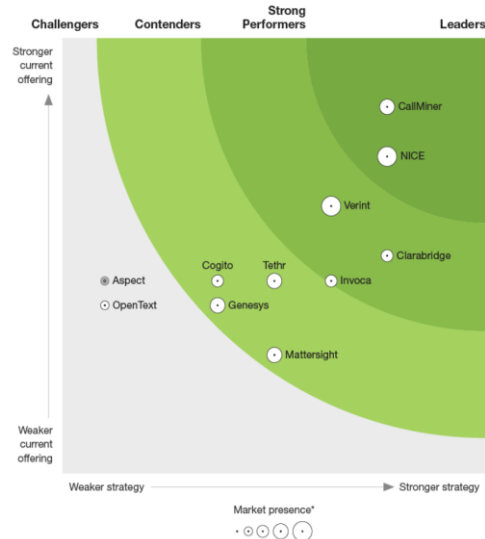 Challengers
Contenders
Strong
Performers
Leaders
Stronger
current
offering
CallMiner
NICE
Verint
Clarabridge
Cogito
Tethr
Aspect
Invoca
OpenText
Genesys
Mattersight
Weaker
current
offering
Weaker strategy
Stronger strategy
Market presence*